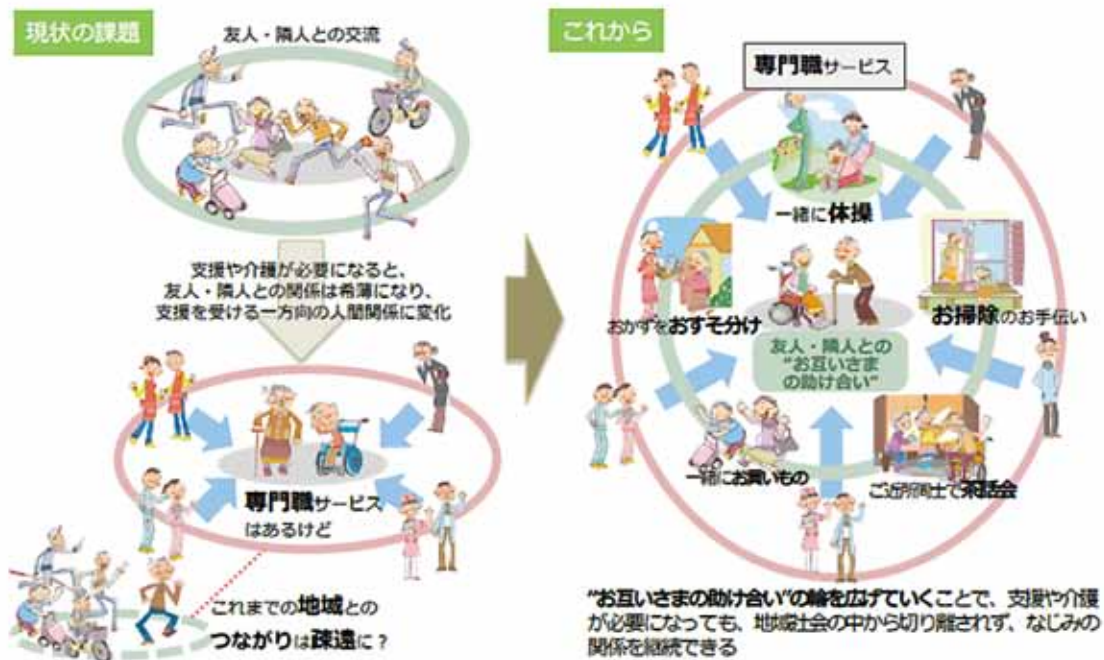 現状の課題
友人・隣人との交流
支援や介護が必要になると、
友人・隣人との関係は希薄になり、
支援を受ける一方向の人間関係に変化
専門職サービス
はあるけど
これまでの地域との
つながりは疎遠に？
これから
専門職サービス
一緒に体操
おかずをおすそ分け
お掃除のお手伝い
友人・隣人との
"お互いさま
の助け合い"
一緒にお買いもの
ご近所同士で茶話会
"お互いさまの助け合い"の輪を広げていくことで、支援や介護
が必要になっても、地域社会の中から切り離されず、なじみの
関係を継続できる